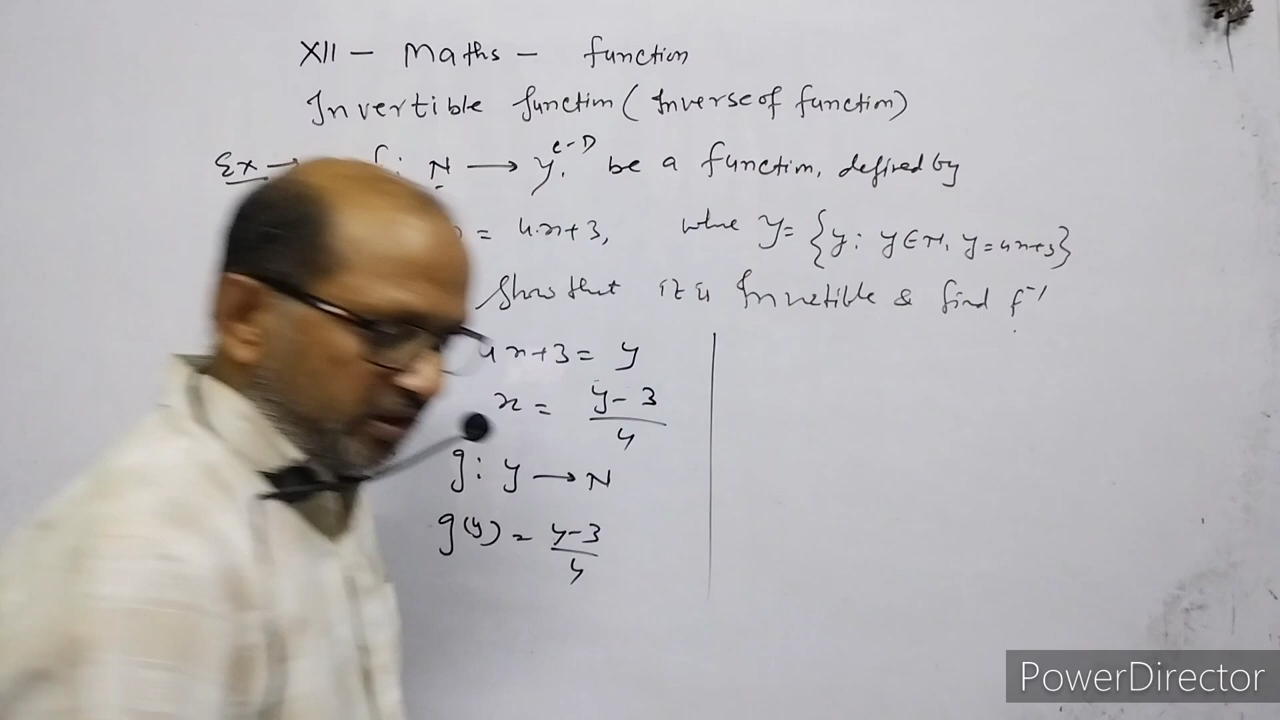 XII – Maths – function
Invertible function (Inverse of function)
Ex → f: N → Y be a function, defined by
= 4x+3, where Y = {y: y∈N, y=4x+3}
Show that it is Invertible & find f⁻¹
4x+3 = y
x = y-3/4
g: y → N
g(y) = y-3/4
PowerDirector